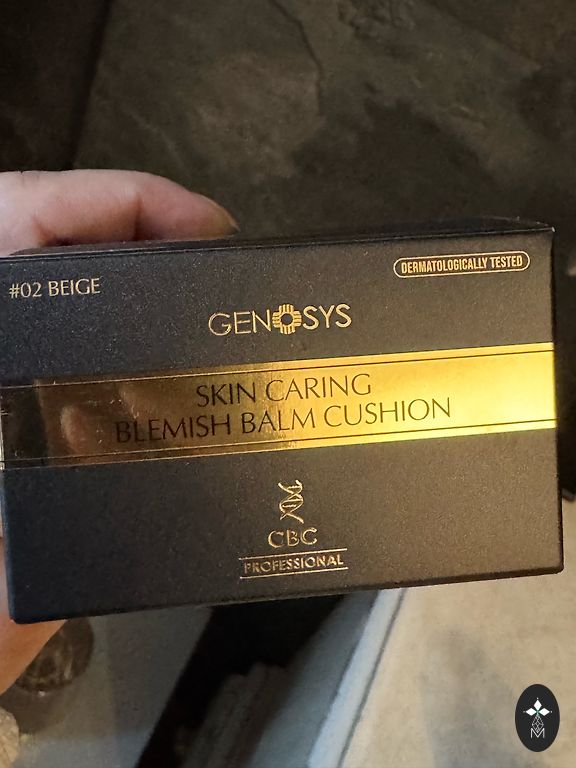 #02 BEIGE
DERMATOLOGICALLY TESTED
GENOSYS
SKIN CARING
BLEMISH BALM CUSHION
CBC
PROFESSIONAL
M